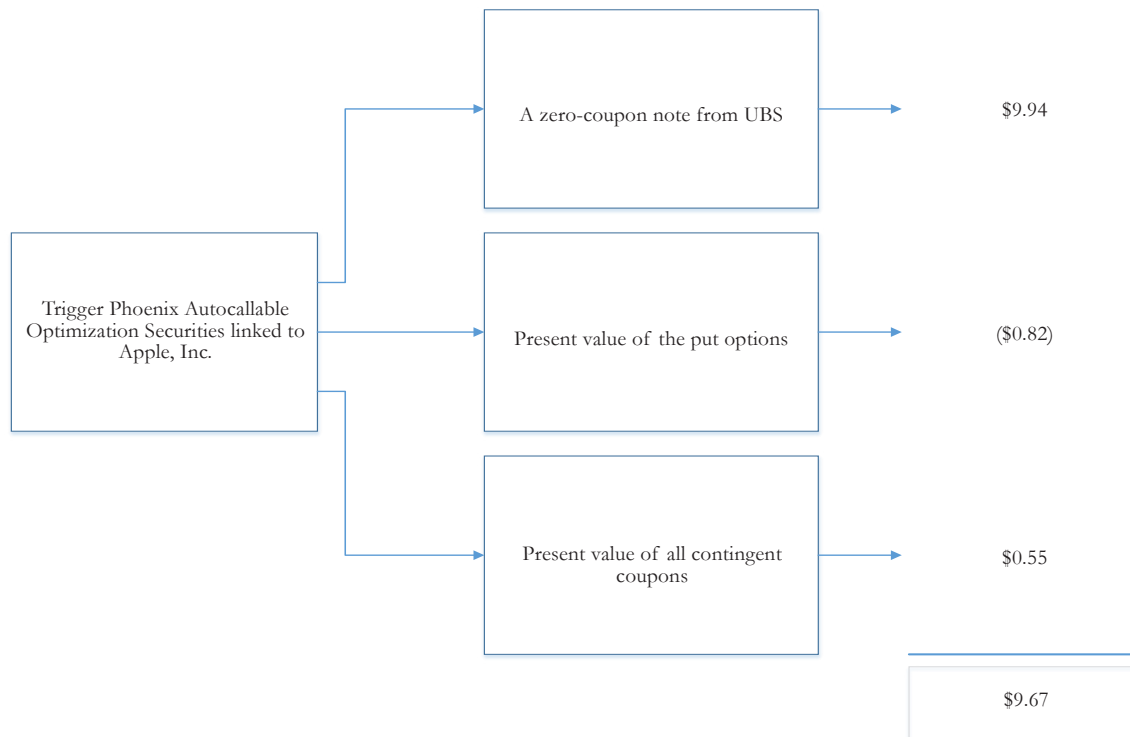 A zero-coupon note from UBS
$9.94
Trigger Phoenix Autocallable
Optimization Securities linked to
Apple, Inc.
Present value of the put options
($0.82)
Present value of all contingent
coupons
$0.55
$9.67